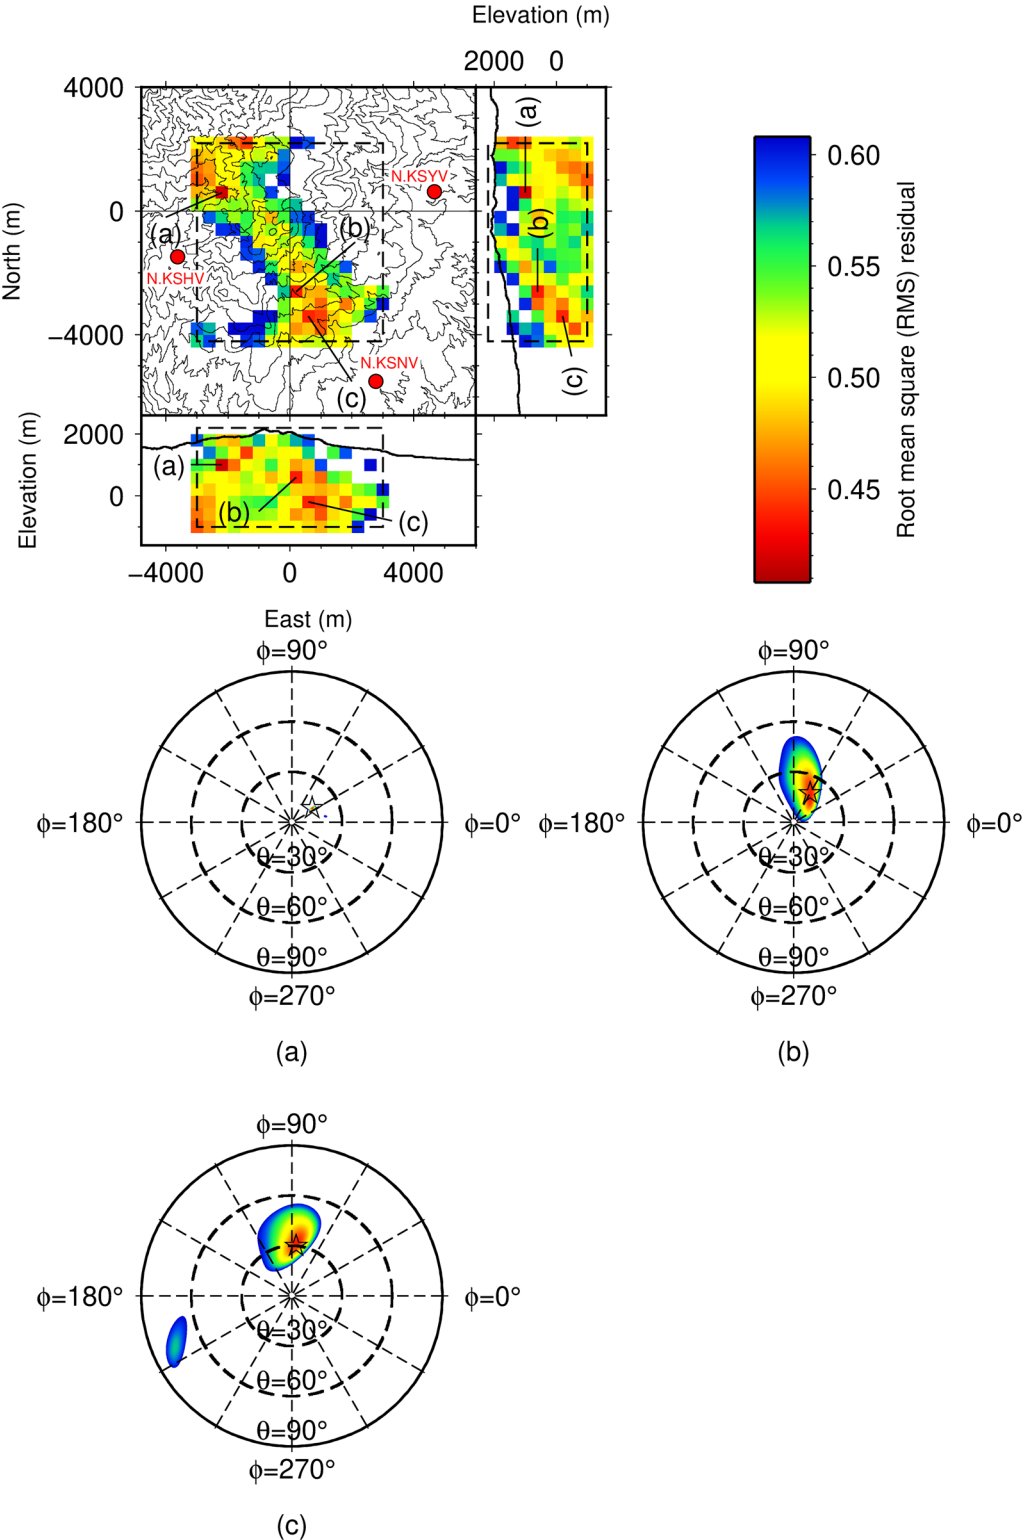 Elevation (m)
2000 0
4000
0
−4000
North (m)
(a)
(b)
(c)
N.KSYV
N.KSHV
N.KSNV
(a)
(b)
(c)
Elevation (m)
2000
0
(a)
(b)
(c)
−4000 0 4000
East (m)
0.60
0.55
0.50
0.45
Root mean square (RMS) residual
ϕ=90°
ϕ=180°
ϕ=0°
θ=30°
θ=60°
θ=90°
ϕ=270°
(a)
ϕ=90°
ϕ=180°
ϕ=0°
θ=30°
θ=60°
θ=90°
ϕ=270°
(b)
ϕ=90°
ϕ=180°
ϕ=0°
θ=30°
θ=60°
θ=90°
ϕ=270°
(c)